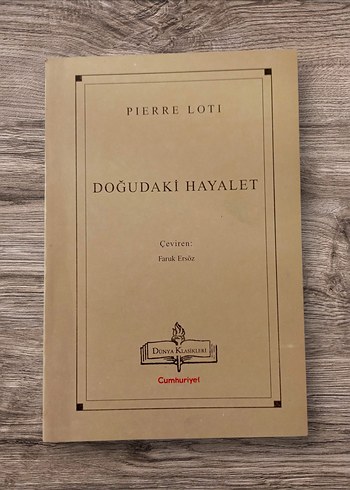 PIERRE LOTI
DOĞUDAKİ HAYALET
Çeviren:
Faruk Ersöz
DÜNYA KLASİKLERİ
Cumhuriyet